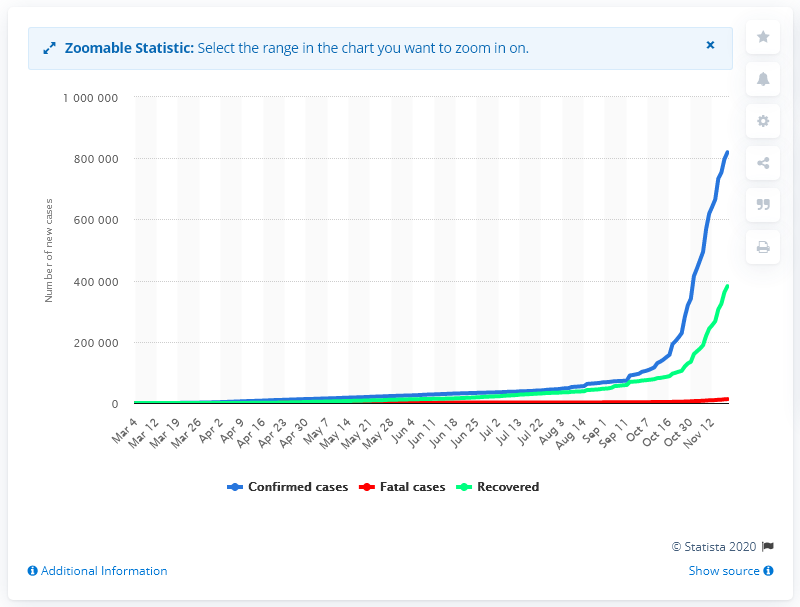 Zoomable Statistic: Select the range in the chart you want to zoom in on.
×
1 000 000
800 000
600 000
400 000
200 000
0
Number of new cases
Mar 4
Mar 12
Mar 19
Mar 26
Apr 2
Apr 9
Apr 16
Apr 23
Apr 30
May 7
May 14
May 21
May 28
Jun 4
Jun 11
Jun 18
Jun 25
Jul 2
Jul 13
Jul 22
Aug 3
Aug 14
Sep 1
Sep 11
Oct 7
Oct 16
Oct 30
Nov 12
Confirmed cases Fatal cases Recovered
© Statista 2020
Additional Information
Show source